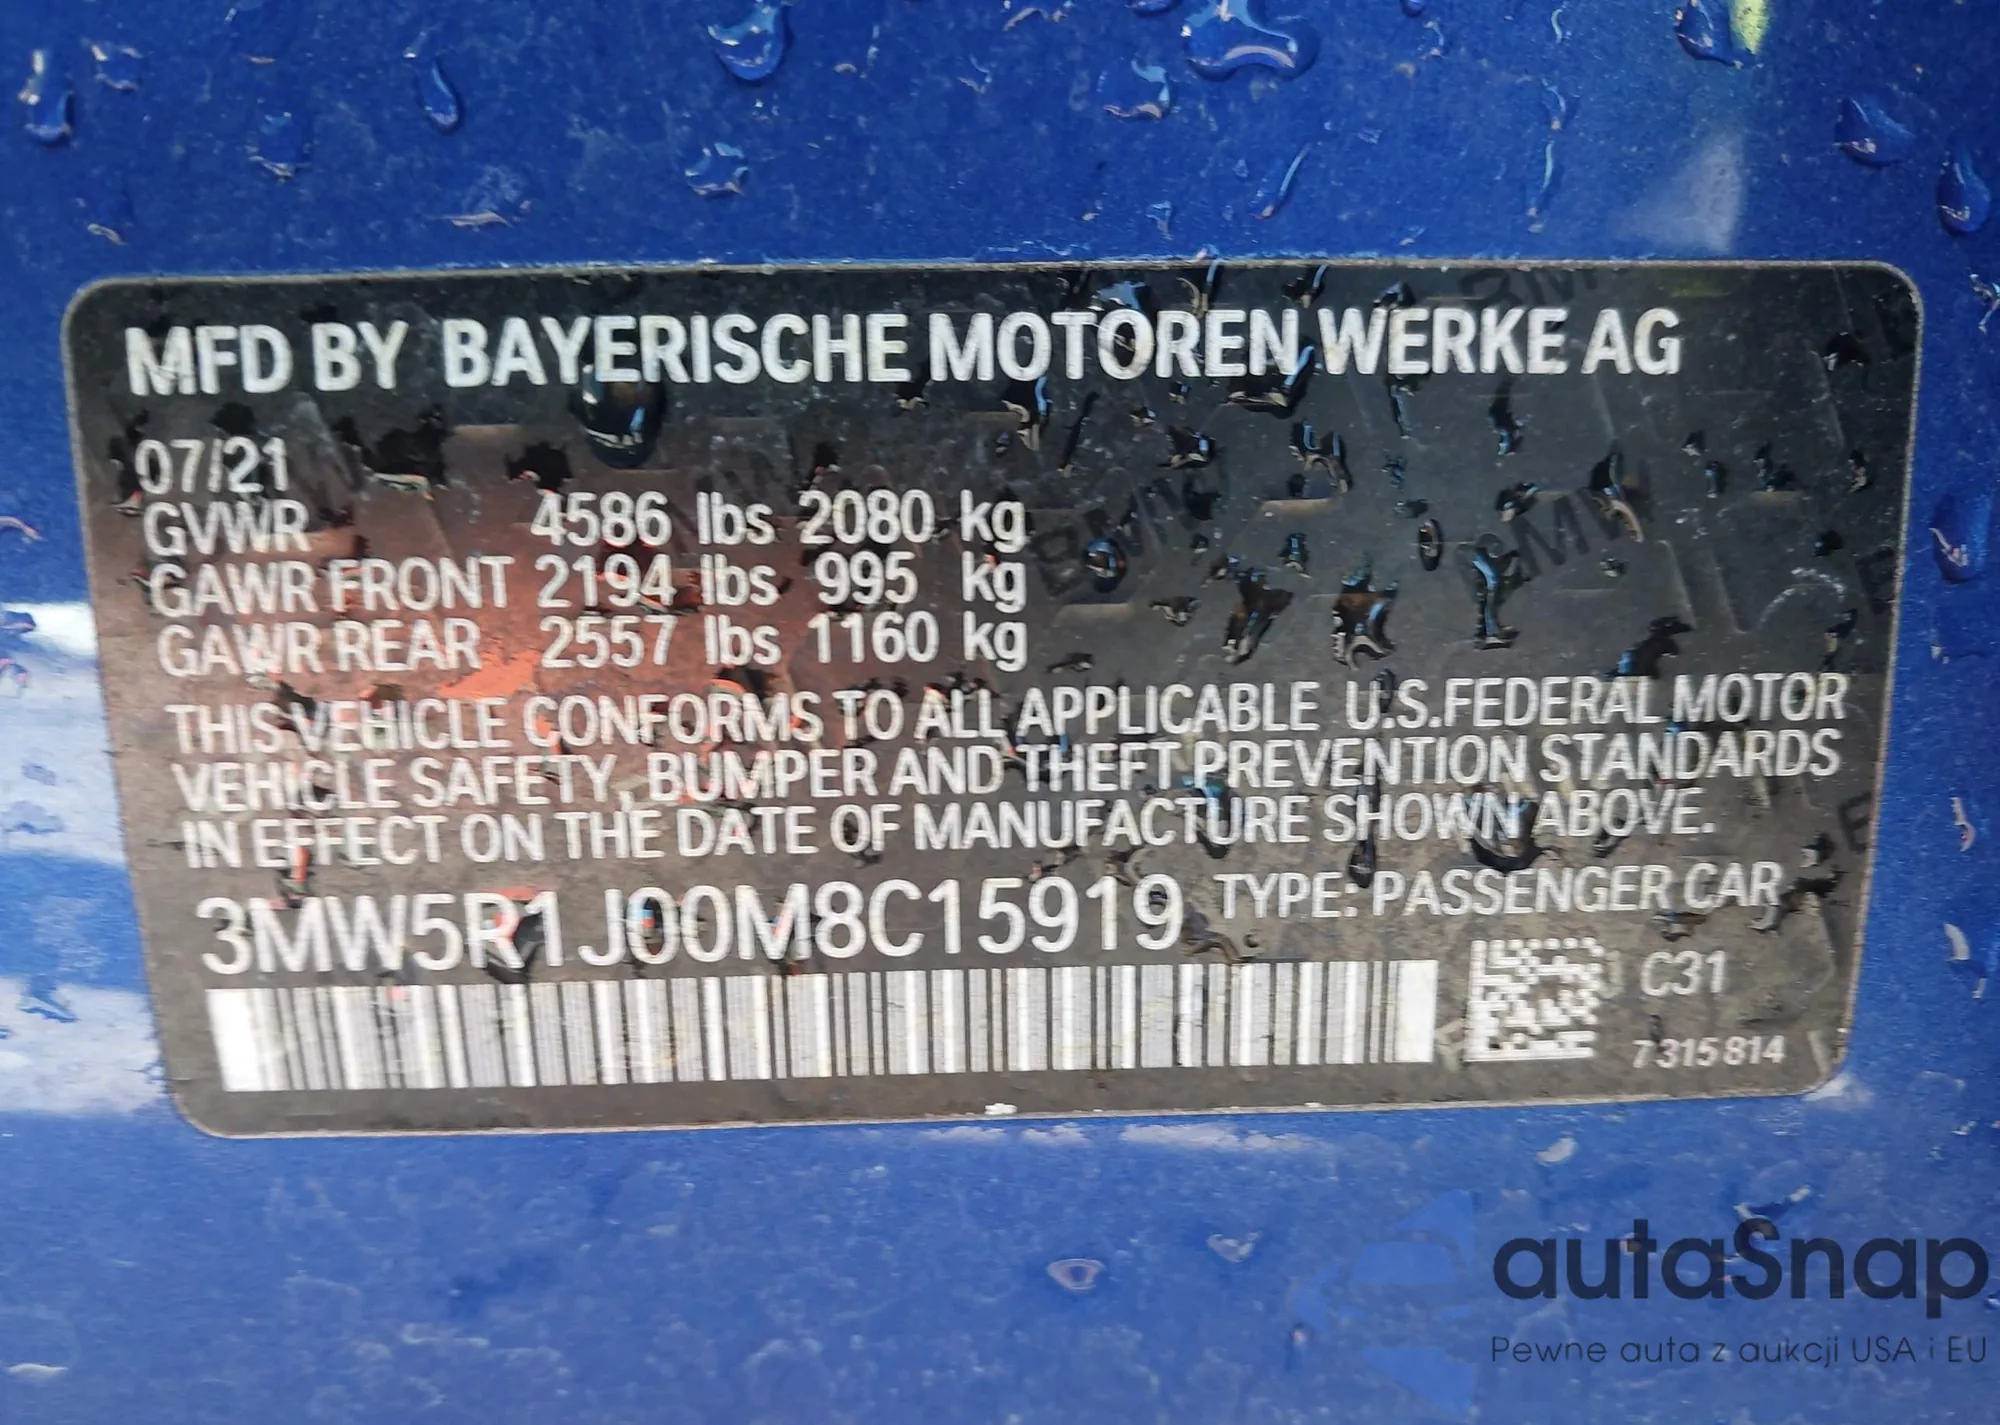 MFD BY BAYERISCHE MOTOREN WERKE AG
07/21
GVWR 4586 lbs 2080 kg
GAWR FRONT 2194 lbs 995 kg
GAWR REAR 2557 lbs 1160 kg
THIS VEHICLE CONFORMS TO ALL APPLICABLE U.S.FEDERAL MOTOR
VEHICLE SAFETY, BUMPER AND THEFT PREVENTION STANDARDS
IN EFFECT ON THE DATE OF MANUFACTURE SHOWN ABOVE.
3MW5R1J00M8C15919 TYPE: PASSENGER CAR
C31
7 315 814
autaSnap
Pewne auta z aukcji USA i EU